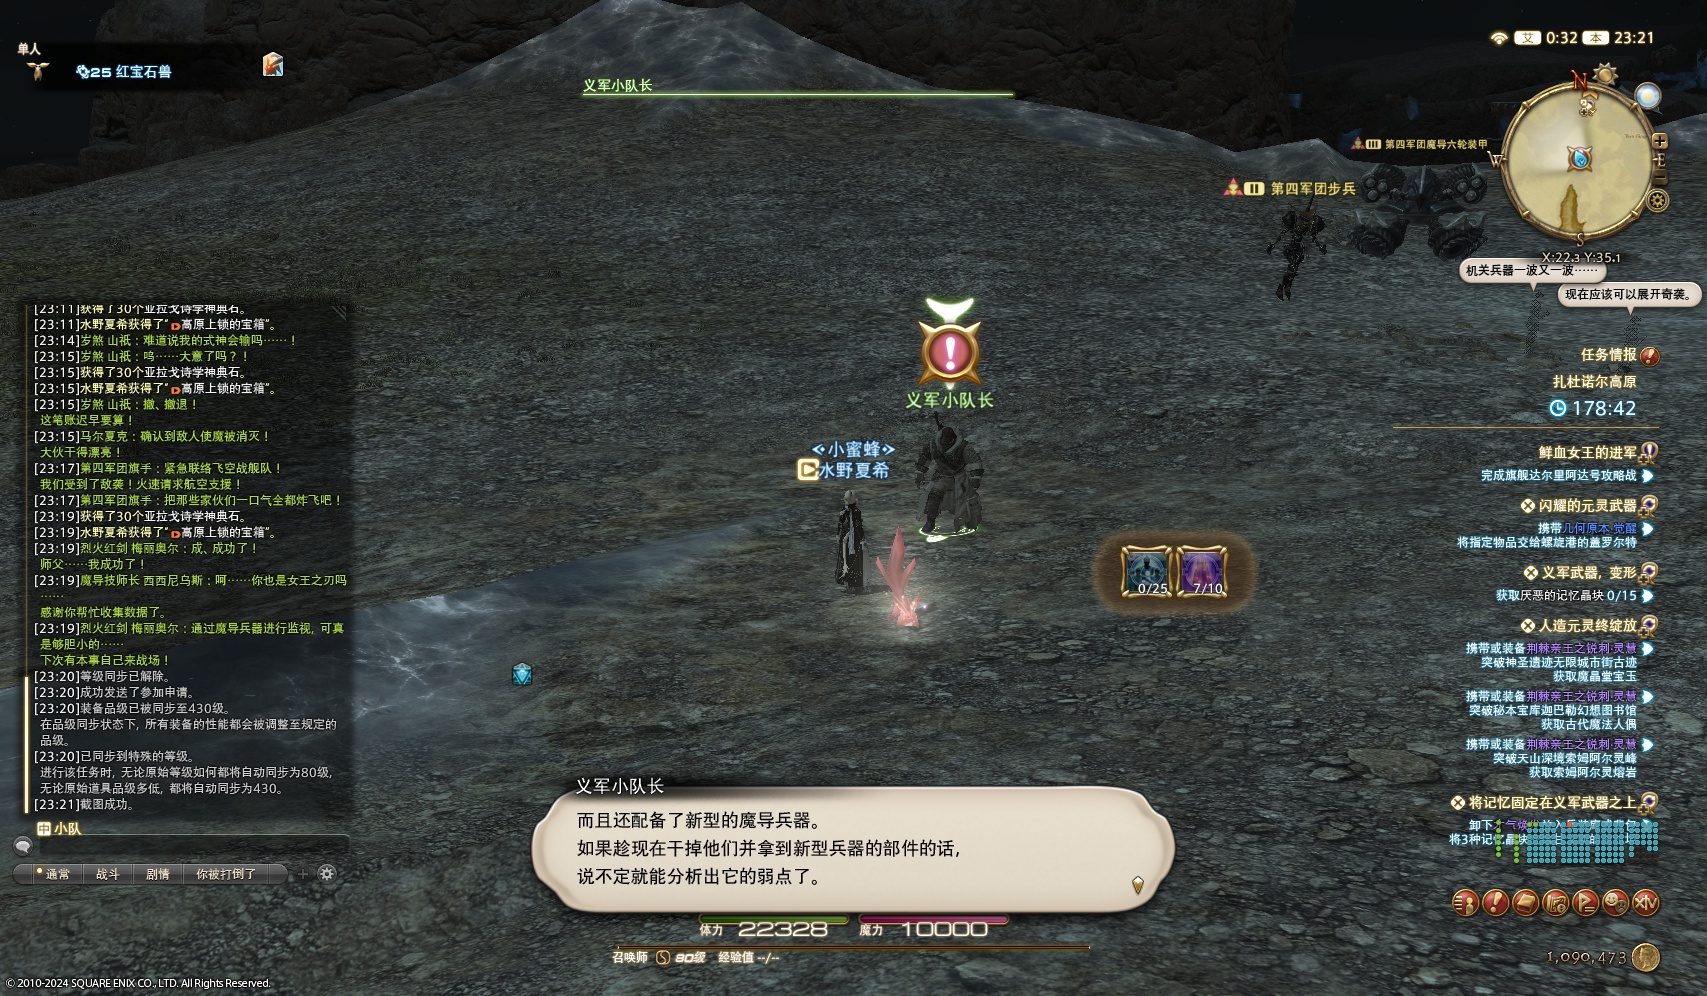 单人
25 红宝石兽
义军小队长
艾 0:32 本 23:21
N
W
E
S
III 第四军团魔导六轮装甲
II 第四军团步兵
X:22.3 Y:35.1
机关兵器一波又一波……
现在应该可以展开奇袭。
任务情报
扎杜诺尔高原
178:42
鲜血女王的进军
完成旗舰达尔里阿达号攻略战
闪耀的元灵武器
携带几何原本·觉醒
将指定物品交给螺旋港的盖罗尔特
义军武器，变形
获取厌恶的记忆晶块 0/15
人造元灵终绽放
携带或装备荆棘亲王之锐刺·灵慧
突破神圣遗迹无限城市街古迹
获取魔晶堂宝玉
携带或装备荆棘亲王之锐刺·灵慧
突破秘本宝库迦巴勒幻想图书馆
获取古代魔法人偶
携带或装备荆棘亲王之锐刺·灵慧
突破天山深境索姆阿尔灵峰
获取索姆阿尔灵熔岩
将记忆固定在义军武器之上
卸下
将3种记忆晶块
义军小队长
小蜜蜂
水野夏希
0/25
7/10
[23:11]获得了30个亚拉戈诗学神典石。
[23:11]水野夏希获得了“高原上锁的宝箱”。
[23:14]岁煞 山祇：难道说我的式神会输吗……！
[23:15]岁煞 山祇：呜……大意了吗？！
[23:15]获得了30个亚拉戈诗学神典石。
[23:15]水野夏希获得了“高原上锁的宝箱”。
[23:15]岁煞 山祇：撤、撤退！
这笔账迟早要算！
[23:15]马尔夏克：确认到敌人使魔被消灭！
大伙干得漂亮！
[23:17]第四军团旗手：紧急联络飞空战舰队！
我们受到了敌袭！火速请求航空支援！
[23:17]第四军团旗手：把那些家伙们一口气全都炸飞吧！
[23:19]获得了30个亚拉戈诗学神典石。
[23:19]水野夏希获得了“高原上锁的宝箱”。
[23:19]烈火红剑 梅丽奥尔：成、成功了！
师父……我成功了！
[23:19]魔导技师长 西西尼乌斯：呵……你也是女王之刃吗
……
感谢你帮忙收集数据了。
[23:19]烈火红剑 梅丽奥尔：通过魔导兵器进行监视，可真
是够胆小的……
下次有本事自己来战场！
[23:20]等级同步已解除。
[23:20]成功发送了参加申请。
[23:20]装备品级已被同步至430级。
在品级同步状态下，所有装备的性能都会被调整至规定的
品级。
[23:20]已同步到特殊的等级。
进行该任务时，无论原始等级如何都将自动同步为80级，
无论原始道具品级多低，都将自动同步为430。
[23:21]截图成功。
小队
通常 战斗 剧情 你被打倒了
义军小队长
而且还配备了新型的魔导兵器。
如果趁现在干掉他们并拿到新型兵器的部件的话，
说不定就能分析出它的弱点了。
体力 22328 魔力 10000
召唤师 80级 经验值 --/--
1,090,473
© 2010-2024 SQUARE ENIX CO., LTD. All Rights Reserved.